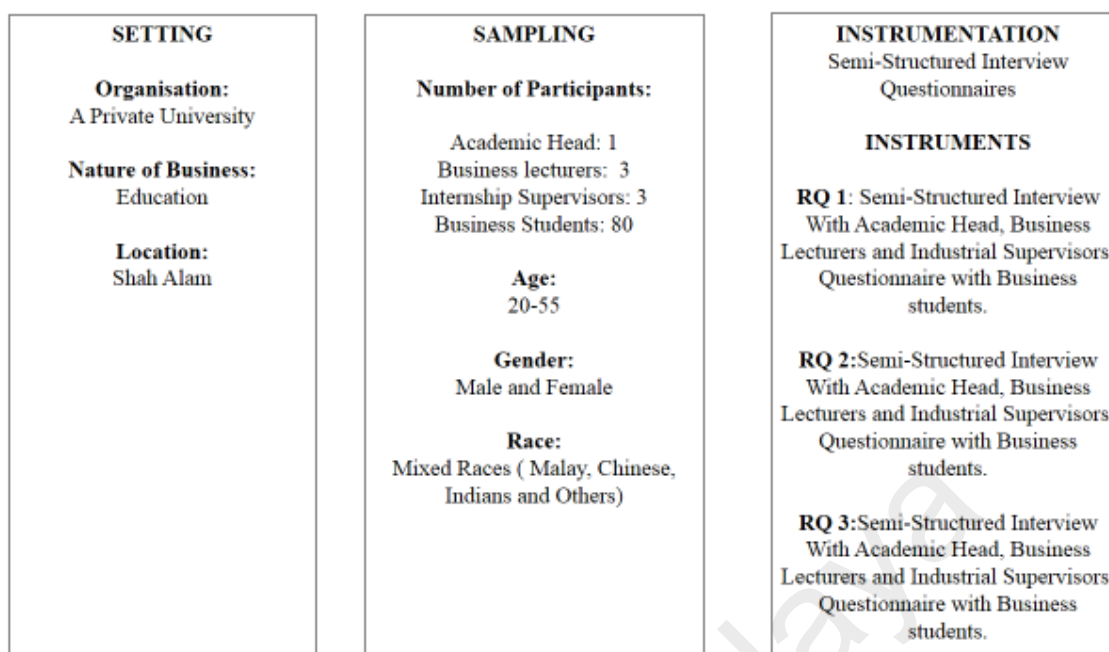 SETTING
Organisation:
A Private University
Nature of Business:
Education
Location:
Shah Alam
SAMPLING
Number of Participants:
Academic Head: 1
Business lecturers: 3
Internship Supervisors: 3
Business Students: 80
Age:
20-55
Gender:
Male and Female
Race:
Mixed Races ( Malay, Chinese,
Indians and Others)
INSTRUMENTATION
Semi-Structured Interview
Questionnaires
INSTRUMENTS
RQ 1: Semi-Structured Interview
With Academic Head, Business
Lecturers and Industrial Supervisors
Questionnaire with Business
students.
RQ 2:Semi-Structured Interview
With Academic Head, Business
Lecturers and Industrial Supervisors
Questionnaire with Business
students.
RQ 3:Semi-Structured Interview
With Academic Head, Business
Lecturers and Industrial Supervisors
Questionnaire with Business
students.
laya